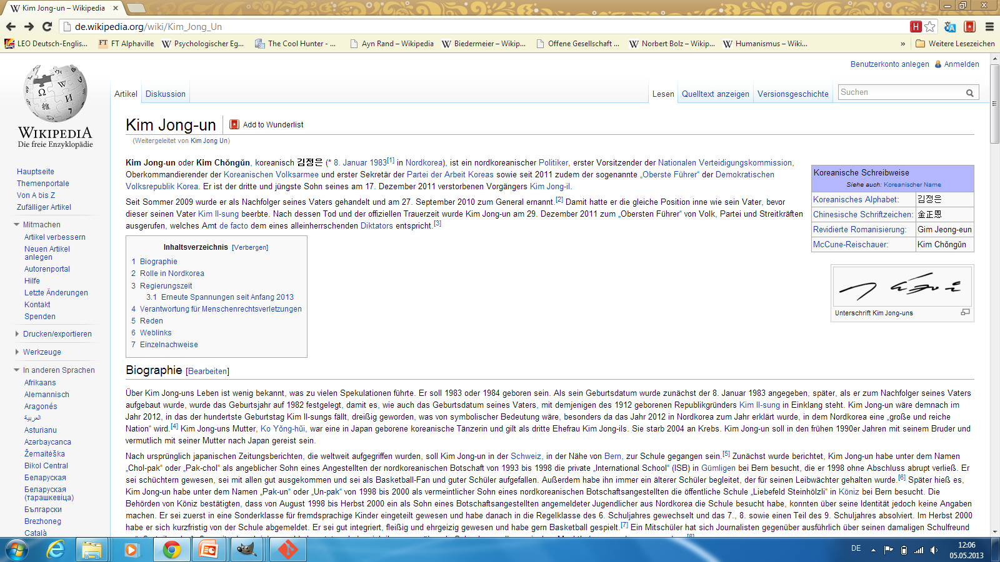 Kim Jong-un – Wikipedia
de.wikipedia.org/wiki/Kim_Jong_Un
LEO Deutsch-Englis...
FT Alphaville
Psychologischer Eg...
The Cool Hunter - ...
Ayn Rand – Wikipedia
Biedermeier – Wikip...
Offene Gesellschaft ...
Norbert Bolz – Wikip...
Humanismus – Wiki...
»
Weitere Lesezeichen
Benutzerkonto anlegen
Anmelden
WIKIPEDIA
Die freie Enzyklopädie
Artikel
Diskussion
Lesen
Quelltext anzeigen
Versionsgeschichte
Suchen
Hauptseite
Themenportale
Von A bis Z
Zufälliger Artikel
Mitmachen
Artikel verbessern
Neuen Artikel
anlegen
Autorenportal
Hilfe
Letzte Änderungen
Kontakt
Spenden
Drucken/exportieren
Werkzeuge
In anderen Sprachen
Afrikaans
Alemannisch
Aragonés
العربية
Asturianu
Azərbaycanca
Žemaitėška
Bikol Central
Беларуская
Беларуская
(тарашкевіца)
Български
Brezhoneg
Català
Kim Jong-un
Add to Wunderlist
(Weitergeleitet von Kim Jong Un)
Kim Jong-un oder Kim Chŏngŭn, koreanisch 김정은 (* 8. Januar 1983[1] in Nordkorea), ist ein nordkoreanischer Politiker, erster Vorsitzender der Nationalen Verteidigungskommission,
Oberkommandierender der Koreanischen Volksarmee und erster Sekretär der Partei der Arbeit Koreas sowie seit 2011 zudem der sogenannte „Oberste Führer“ der Demokratischen
Volksrepublik Korea. Er ist der dritte und jüngste Sohn seines am 17. Dezember 2011 verstorbenen Vorgängers Kim Jong-il.
Seit Sommer 2009 wurde er als Nachfolger seines Vaters gehandelt und am 27. September 2010 zum General ernannt.[2] Damit hatte er die gleiche Position inne wie sein Vater, bevor
dieser seinen Vater Kim Il-sung beerbte. Nach dessen Tod und der offiziellen Trauerzeit wurde Kim Jong-un am 29. Dezember 2011 zum „Obersten Führer“ von Volk, Partei und Streitkräften
ausgerufen, welches Amt de facto dem eines alleinherrschenden Diktators entspricht.[3]
Koreanische Schreibweise
Siehe auch: Koreanischer Name
Koreanisches Alphabet: 김정은
Chinesische Schriftzeichen: 金正恩
Revidierte Romanisierung: Gim Jeong-eun
McCune-Reischauer: Kim Chŏngŭn
Unterschrift Kim Jong-uns
Inhaltsverzeichnis [Verbergen]
1 Biographie
2 Rolle in Nordkorea
3 Regierungszeit
3.1 Erneute Spannungen seit Anfang 2013
4 Verantwortung für Menschenrechtsverletzungen
5 Reden
6 Weblinks
7 Einzelnachweise
Biographie [Bearbeiten]
Über Kim Jong-uns Leben ist wenig bekannt, was zu vielen Spekulationen führte. Er soll 1983 oder 1984 geboren sein. Als sein Geburtsdatum wurde zunächst der 8. Januar 1983 angegeben, später, als er zum Nachfolger seines Vaters
aufgebaut wurde, wurde das Geburtsjahr auf 1982 festgelegt, damit es, wie auch das Geburtsdatum seines Vaters, mit demjenigen des 1912 geborenen Republikgründers Kim Il-sung in Einklang steht. Kim Jong-un wäre demnach im
Jahr 2012, in das der hundertste Geburtstag Kim Il-sungs fällt, dreißig geworden, was von symbolischer Bedeutung wäre, besonders da das Jahr 2012 in Nordkorea zum Jahr erklärt wurde, in dem Nordkorea eine „große und reiche
Nation“ wird.[4] Kim Jong-uns Mutter, Ko Yŏng-hŭi, war eine in Japan geborene koreanische Tänzerin und gilt als dritte Ehefrau Kim Jong-ils. Sie starb 2004 an Krebs. Kim Jong-un soll in den frühen 1990er Jahren mit seinem Bruder und
vermutlich mit seiner Mutter nach Japan gereist sein.
Nach ursprünglich japanischen Zeitungsberichten, die weltweit aufgegriffen wurden, soll Kim Jong-un in der Schweiz, in der Nähe von Bern, zur Schule gegangen sein.[5] Zunächst wurde berichtet, Kim Jong-un habe unter dem Namen
„Chol-pak“ oder „Pak-chol“ als angeblicher Sohn eines Angestellten der nordkoreanischen Botschaft von 1993 bis 1998 die private „International School“ (ISB) in Gümligen bei Bern besucht, die er 1998 ohne Abschluss abrupt verließ. Er
sei schüchtern gewesen, sei mit allen gut ausgekommen und sei als Basketball-Fan und guter Schüler aufgefallen. Außerdem habe ihn immer ein älterer Schüler begleitet, der für seinen Leibwächter gehalten wurde.[6] Später hieß es,
Kim Jong-un habe unter dem Namen „Pak-un“ oder „Un-pak“ von 1998 bis 2000 als vermeintlicher Sohn eines nordkoreanischen Botschaftsangestellten die öffentliche Schule „Liebefeld Steinhölzli“ in Köniz bei Bern besucht. Die
Behörden von Köniz bestätigten, dass von August 1998 bis Herbst 2000 ein als Sohn eines Botschaftsangestellten angemeldeter Jugendlicher aus Nordkorea die Schule besucht habe, konnten über seine Identität jedoch keine Angaben
machen. Er sei zuerst in eine Sonderklasse für fremdsprachige Kinder eingeteilt gewesen und habe danach in die Regelklasse des 6. Schuljahres gewechselt und das 7., 8. sowie einen Teil des 9. Schuljahres absolviert. Im Herbst 2000
habe er sich kurzfristig von der Schule abgemeldet. Er sei gut integriert, fleißig und ehrgeizig gewesen und habe gern Basketball gespielt.[7] Ein Mitschüler hat sich Journalisten gegenüber ausführlich über seinen damaligen Schulfreund
DE
12:06
05.05.2013